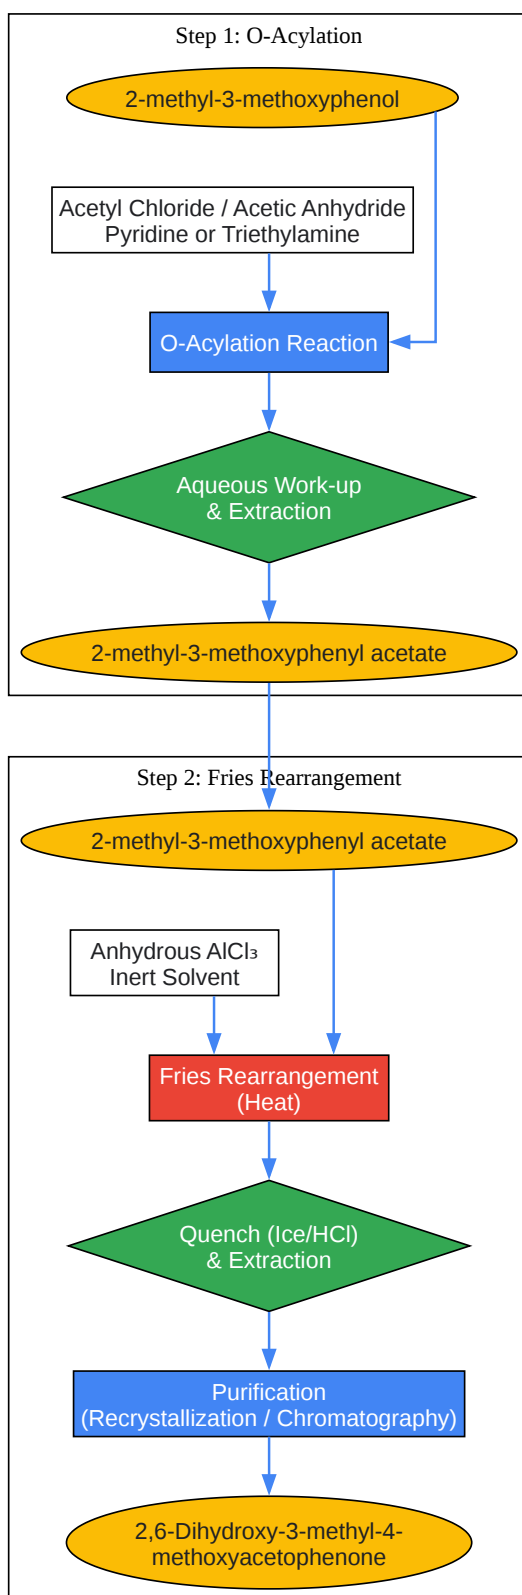 Step 1: O-Acylation
2-methyl-3-methoxyphenol
Acetyl Chloride / Acetic Anhydride
Pyridine or Triethylamine
O-Acylation Reaction
Aqueous Work-up
& Extraction
2-methyl-3-methoxyphenyl acetate
Step 2: Fries Rearrangement
2-methyl-3-methoxyphenyl acetate
Anhydrous AlCl₃
Inert Solvent
Fries Rearrangement
(Heat)
Quench (Ice/HCl)
& Extraction
Purification
(Recrystallization / Chromatography)
2,6-Dihydroxy-3-methyl-4-
methoxyacetophenone